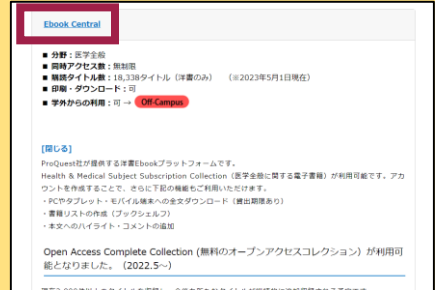 Ebook Central
■ 分野：医学全般
■ 同時アクセス数：無制限
■ 購読タイトル数：18,338タイトル（洋書のみ） （※2023年5月1日現在）
■ 印刷・ダウンロード：可
■ 学外からの利用：可 → Off-Campus
[閉じる]
ProQuest社が提供する洋書Ebookプラットフォームです。
Health & Medical Subject Subscription Collection（医学全般に関する電子書籍）が利用可能です。アカ
ウントを作成することで、さらに下記の機能もご利用いただけます。
・PCやタブレット・モバイル端末への全文ダウンロード（貸出期限あり）
・書籍リストの作成（ブックシェルフ）
・本文へのハイライト・コメントの追加
Open Access Complete Collection (無料のオープンアクセスコレクション）が利用可
能となりました。（2022.5～）